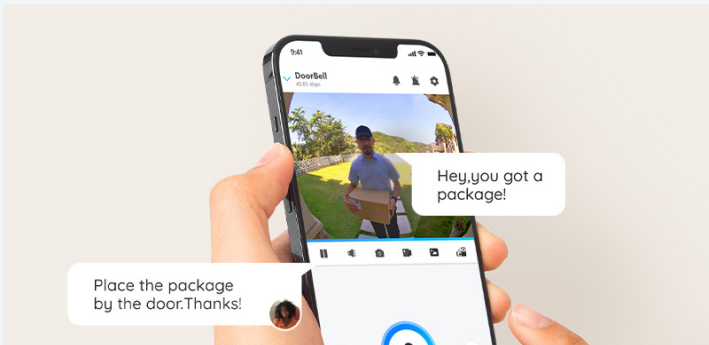 9:41
DoorBell
Hey,you got a
package!
Place the package
by the door.Thanks!